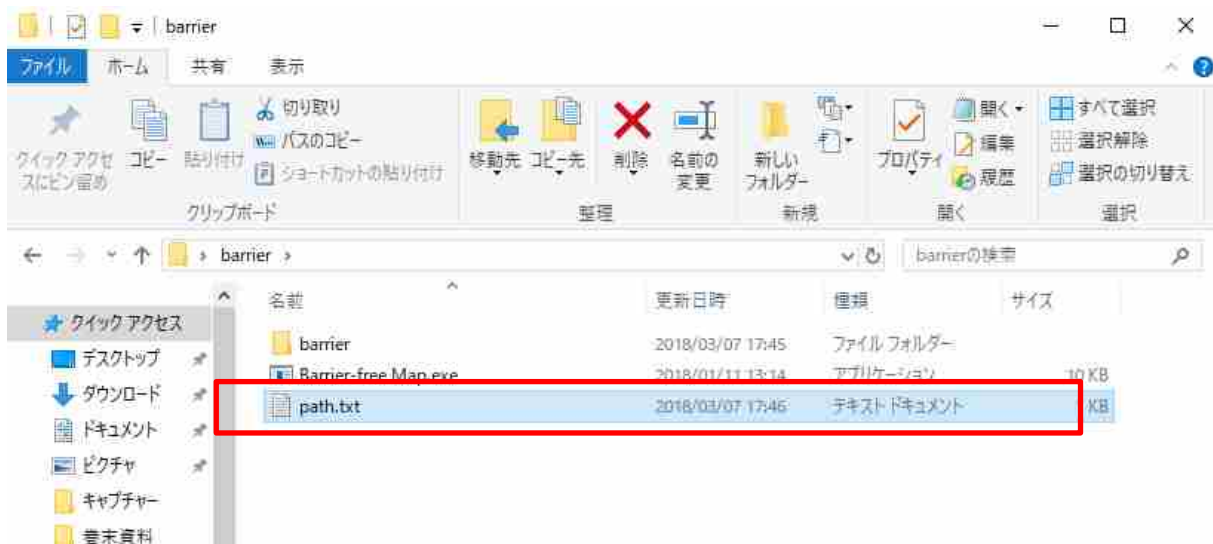 barrier
ファイル ホーム 共有 表示
クイック アクセスにピン留め
コピー
貼り付け
切り取り
パスのコピー
ショートカットの貼り付け
移動先
コピー先
削除
名前の変更
新しいフォルダー
プロパティ
開く
編集
履歴
すべて選択
選択解除
選択の切り替え
クリップボード 整理 新規 開く 選択
barrier
barrierの検索
名前 更新日時 種類 サイズ
クイック アクセス
デスクトップ
ダウンロード
ドキュメント
ピクチャ
キャプチャー
巻末資料
barrier 2018/03/07 17:45 ファイル フォルダー
Barrier-free Map.exe 2018/01/11 13:14 アプリケーション 10 KB
path.txt 2018/03/07 17:46 テキスト ドキュメント KB